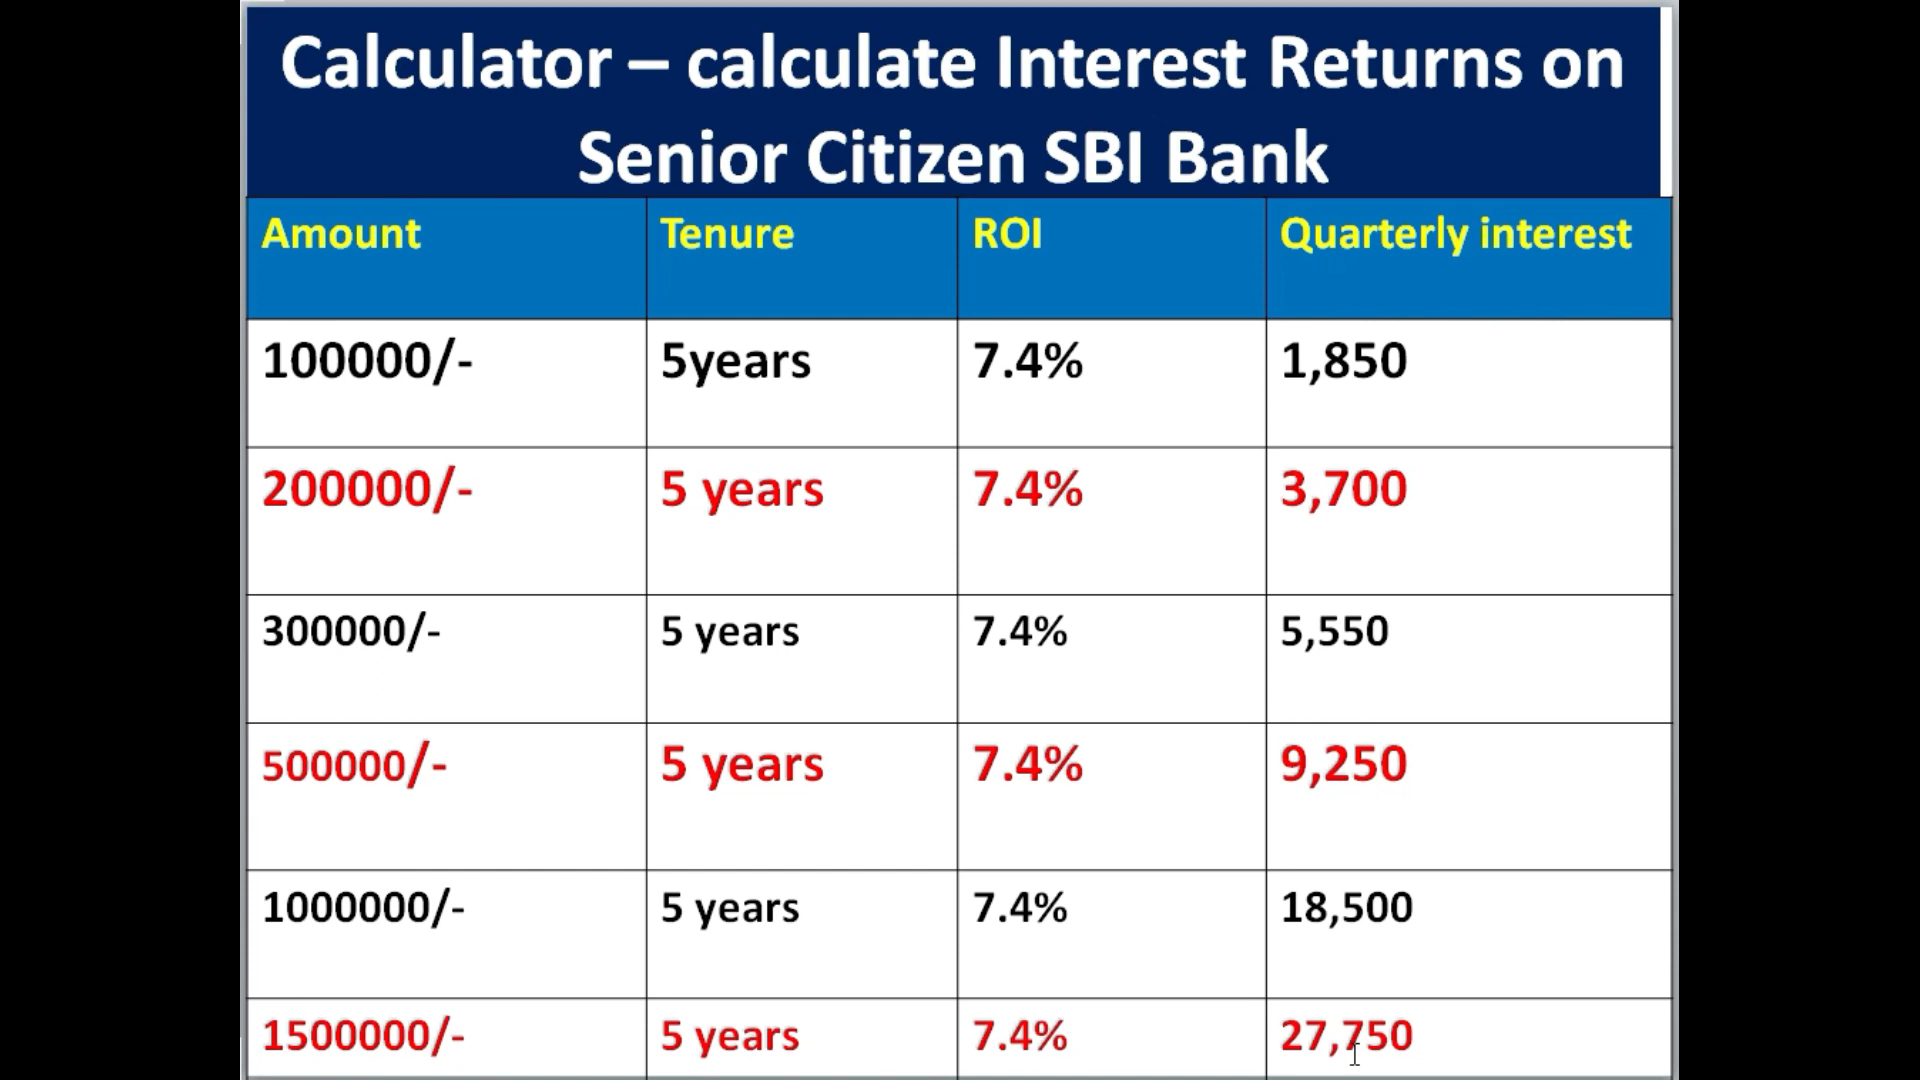 Calculator – calculate Interest Returns on
Senior Citizen SBI Bank
Amount Tenure ROI Quarterly interest
100000/- 5years 7.4% 1,850
200000/- 5 years 7.4% 3,700
300000/- 5 years 7.4% 5,550
500000/- 5 years 7.4% 9,250
1000000/- 5 years 7.4% 18,500
1500000/- 5 years 7.4% 27,750